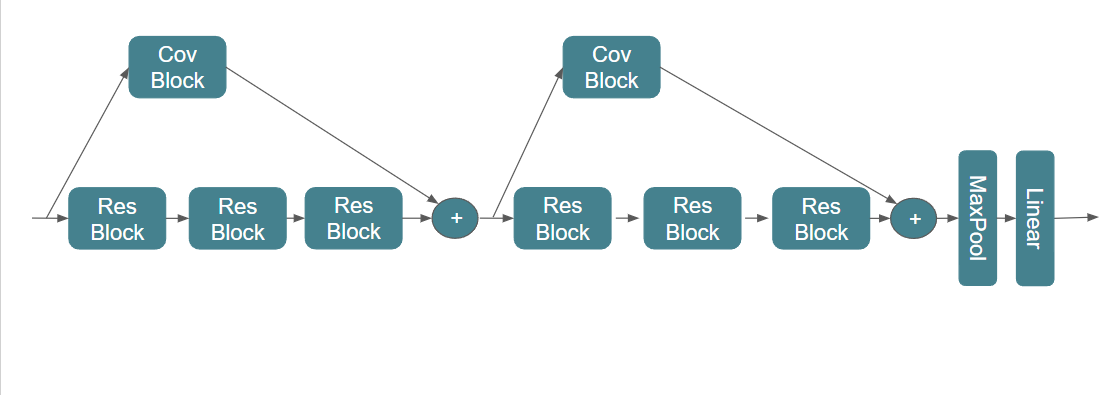 Cov
Block
Cov
Block
Res
Block
Res
Block
Res
Block
+
Res
Block
Res
Block
Res
Block
+
MaxPool
Linear